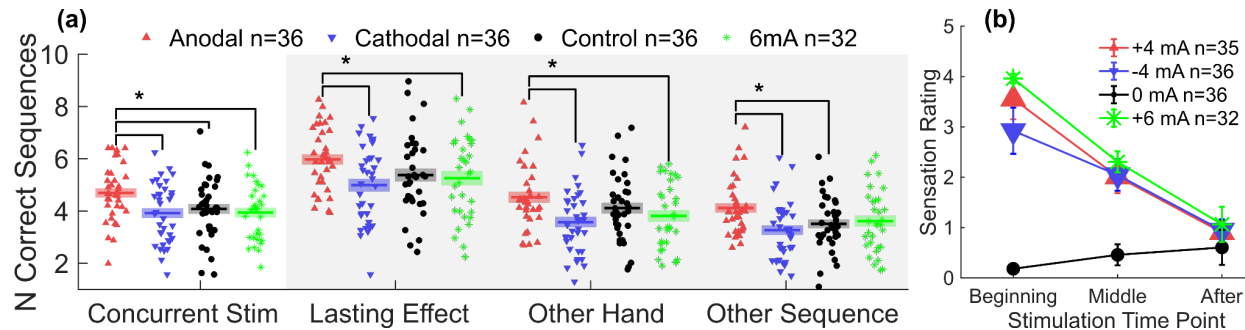 (a)
Anodal n=36
Cathodal n=36
Control n=36
6mA n=32
N Correct Sequences
10
8
6
4
2
*
*
*
*
Concurrent Stim
Lasting Effect
Other Hand
Other Sequence
(b)
+4 mA n=35
-4 mA n=36
0 mA n=36
+6 mA n=32
Sensation Rating
5
4
3
2
1
0
Beginning
Middle
After
Stimulation Time Point